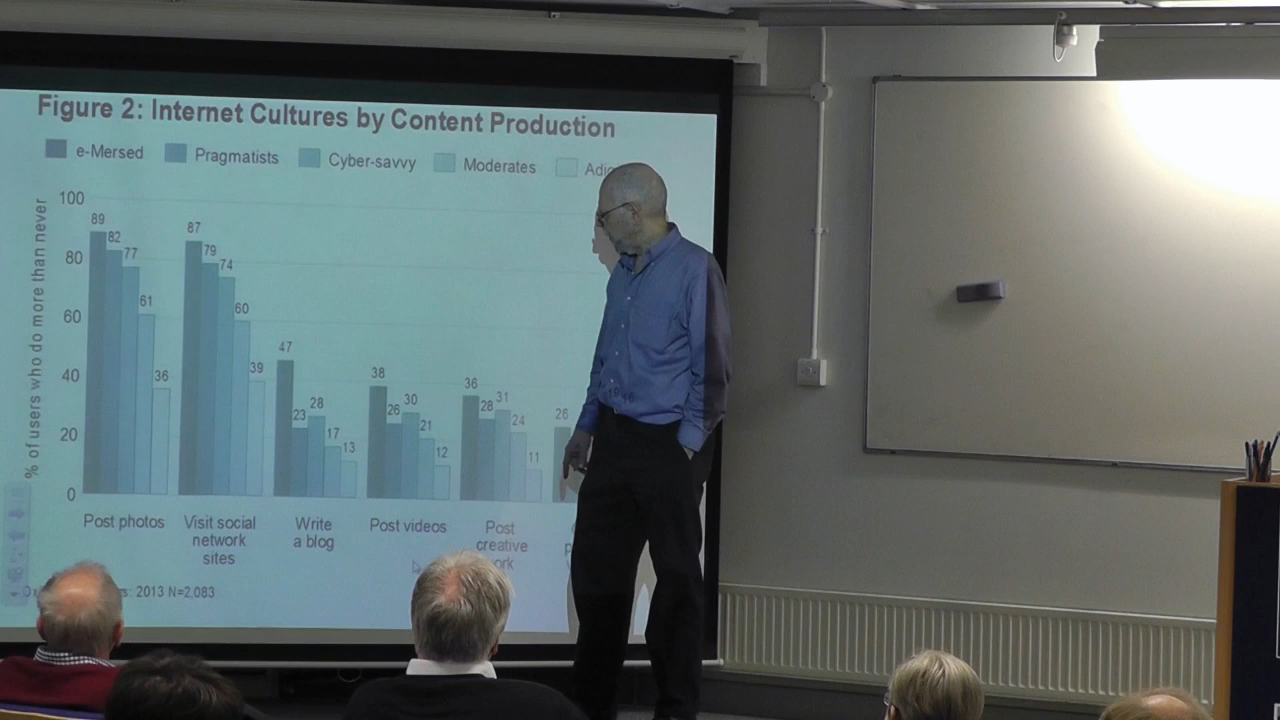 Figure 2: Internet Cultures by Content Production
e-Mersed Pragmatists Cyber-savvy Moderates
% of users who do more than never
100
80
60
40
20
0
89 82 77 61 36
87 79 74 60 39
47 23 28 17 13
38 26 30 21 12
36 28 31 24 11
26
Post photos
Visit social
network
sites
Write
a blog
Post videos
Post
creative
2013 N=2,083